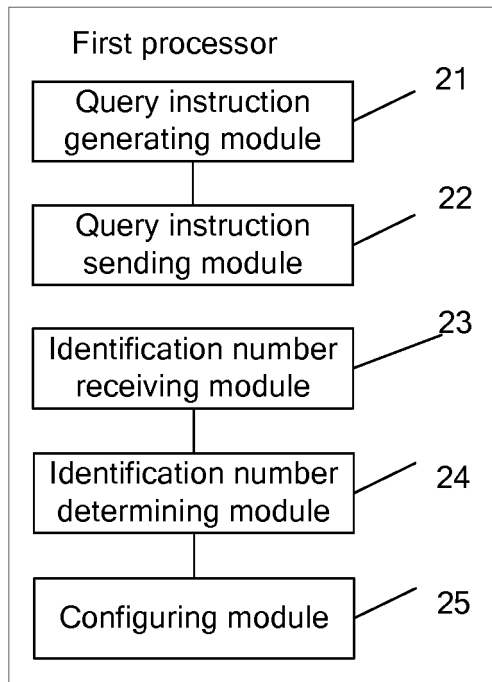 First processor
21
Query instruction
generating module
22
Query instruction
sending module
23
Identification number
receiving module
24
Identification number
determining module
25
Configuring module